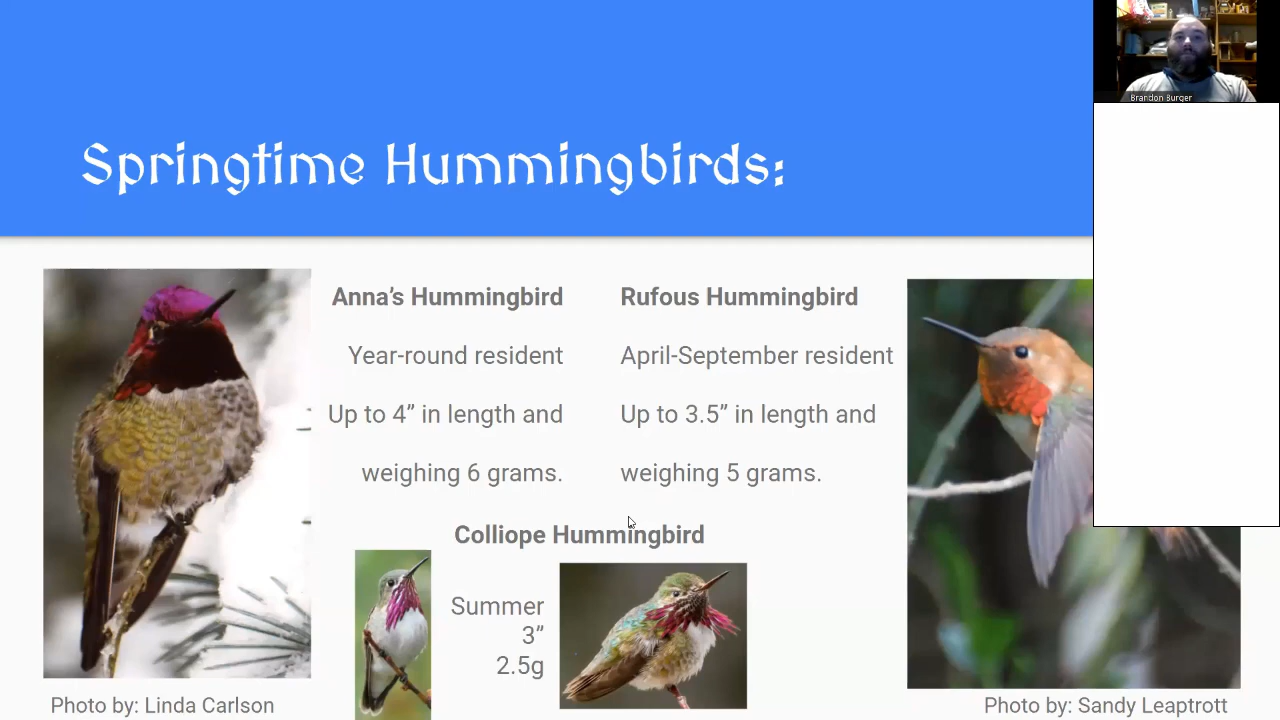 Springtime Hummingbirds:
Brandon Burger
Anna's Hummingbird
Year-round resident
Up to 4” in length and
weighing 6 grams.
Rufous Hummingbird
April-September resident
Up to 3.5” in length and
weighing 5 grams.
Colliope Hummingbird
Summer
3”
2.5g
Photo by: Linda Carlson
Photo by: Sandy Leaptrott